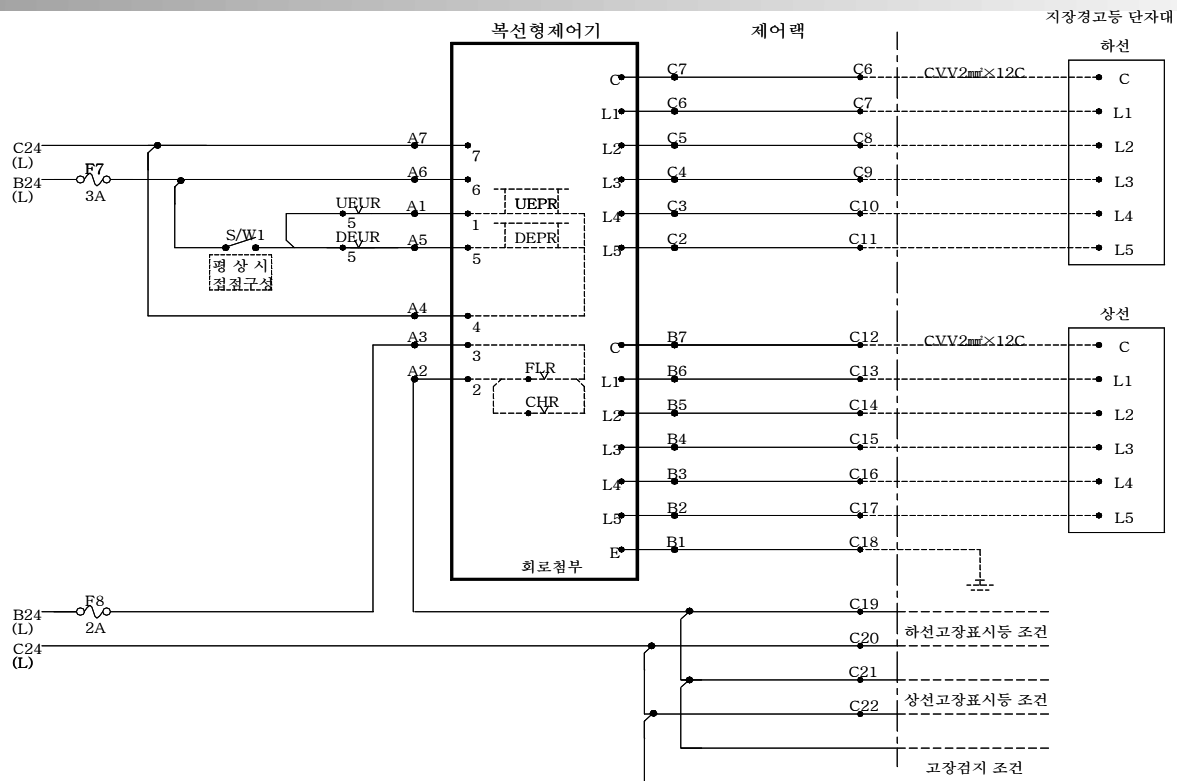 지장경고등 단자대
복선형제어기
제어랙
하선
C C7 C6 CVV2㎟×12C C
L1 C6 C7 L1
C24 A7 L2 C5 C8 L2
(L) 7
B24 F7 A6 L3 C4 C9 L3
(L) 3A 6
UEUR A1 UEPR L4 C3 C10 L4
5 1
S/W1 DEUR A5 DEPR L5 C2 C11 L5
5 5
평 상 시
접점구성
A4
4
상선
A3 C B7 C12 CVV2㎟×12C C
3
A2 FLR L1 B6 C13 L1
2
CHR L2 B5 C14 L2
L3 B4 C15 L3
L4 B3 C16 L4
L5 B2 C17 L5
E B1 C18
회로첨부
B24 F8 C19
(L) 2A
하선고장표시등 조건
C24 C20
(L)
C21
상선고장표시등 조건
C22
고장검지 조건